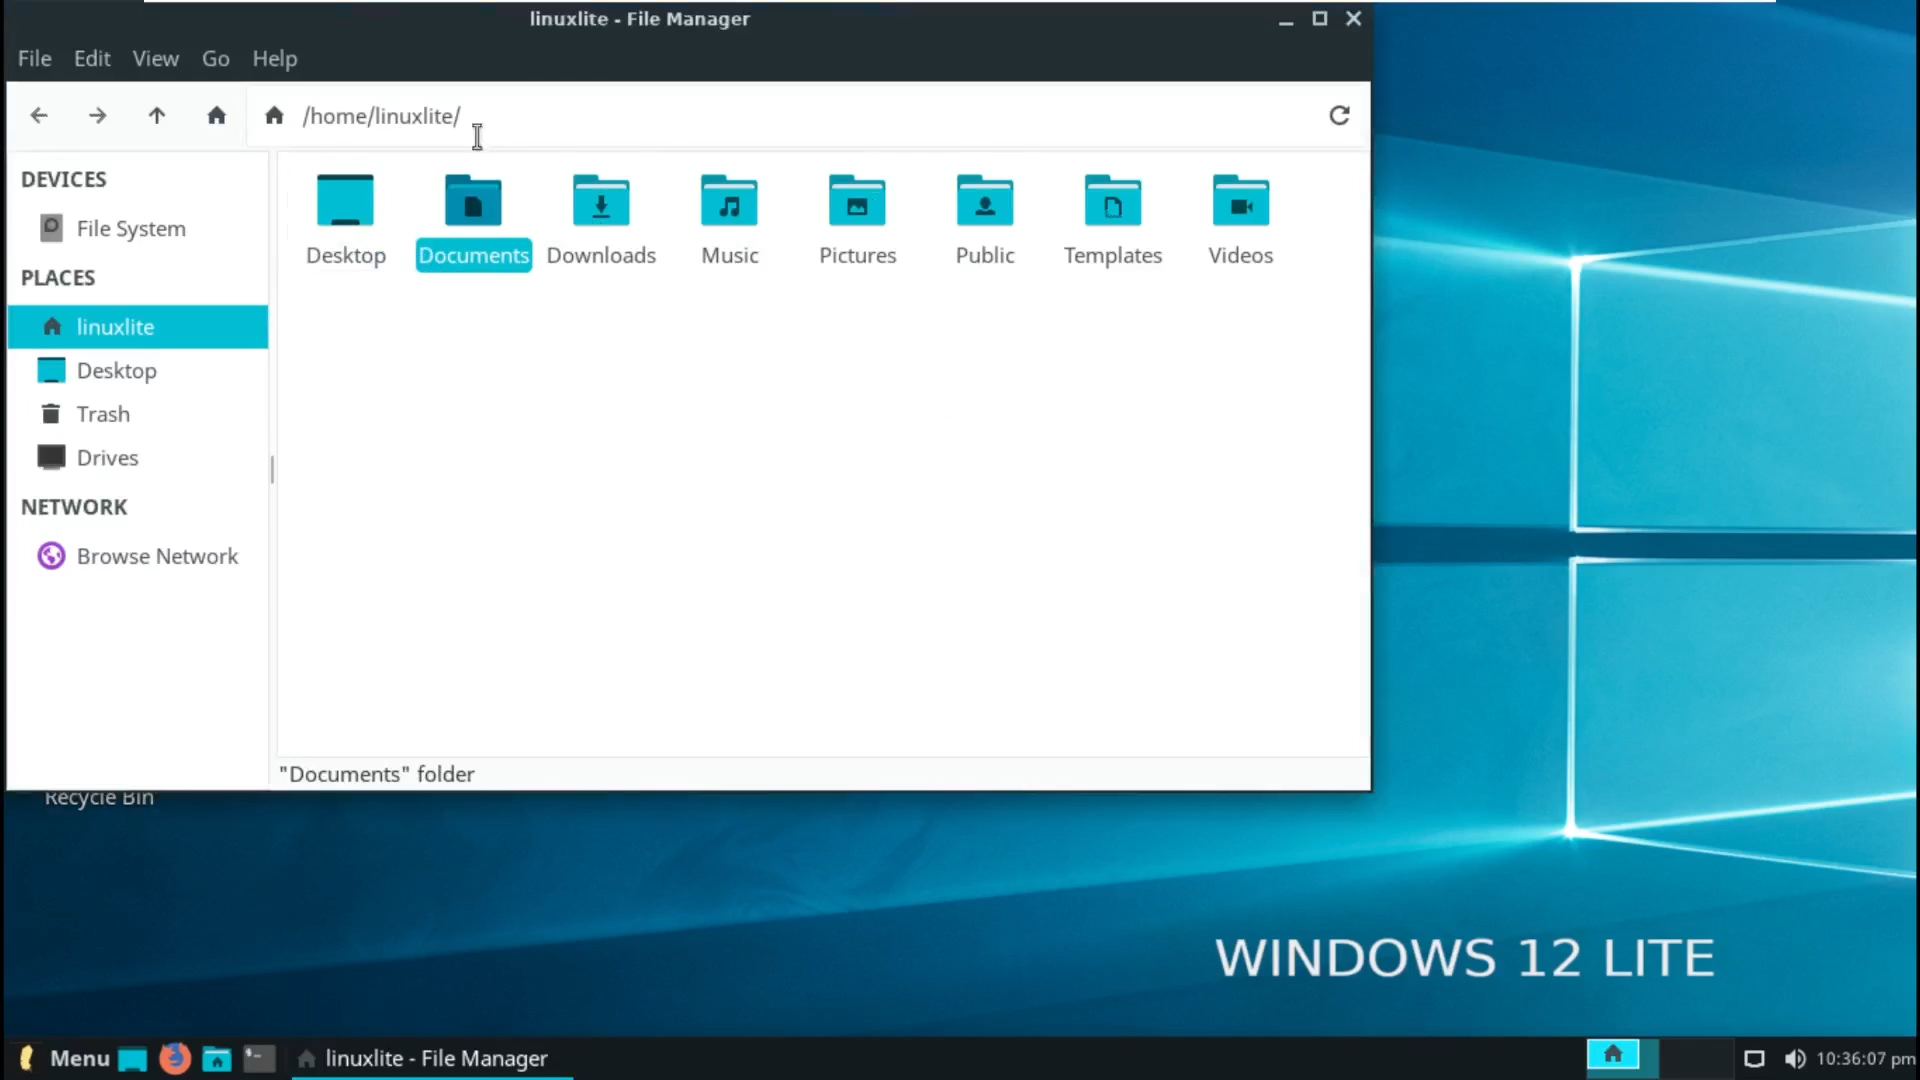 linuxlite - File Manager
File Edit View Go Help
/home/linuxlite/
DEVICES
File System
PLACES
linuxlite
Desktop
Trash
Drives
NETWORK
Browse Network
Desktop Documents Downloads Music Pictures Public Templates Videos
"Documents" folder
Recycle Bin
WINDOWS 12 LITE
Menu linuxlite - File Manager 10:36:07 pm